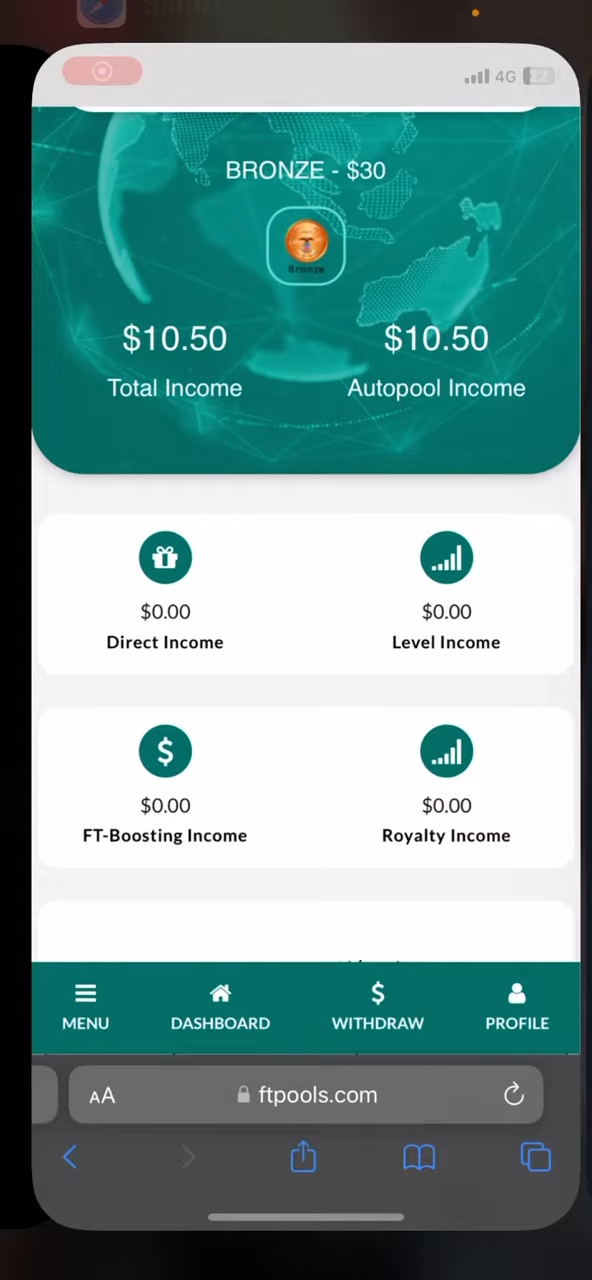 Safari
4G
BRONZE - $30
Bronze
$10.50
$10.50
Total Income
Autopool Income
$0.00
$0.00
Direct Income
Level Income
$0.00
$0.00
FT-Boosting Income
Royalty Income
MENU
DASHBOARD
WITHDRAW
PROFILE
AA
ftpools.com